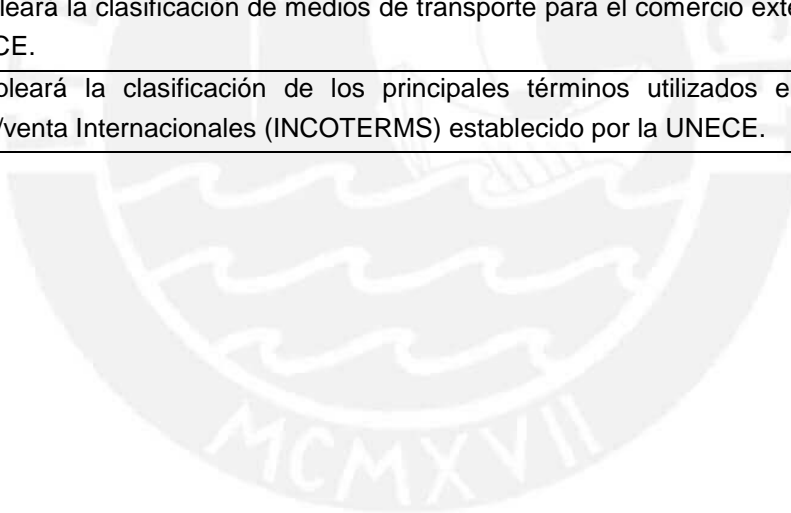 leará la clasificación de medios de transporte para el comercio exte
CE.
oleará la clasificación de los principales términos utilizados e
/venta Internacionales (INCOTERMS) establecido por la UNECE.
MCMXVII